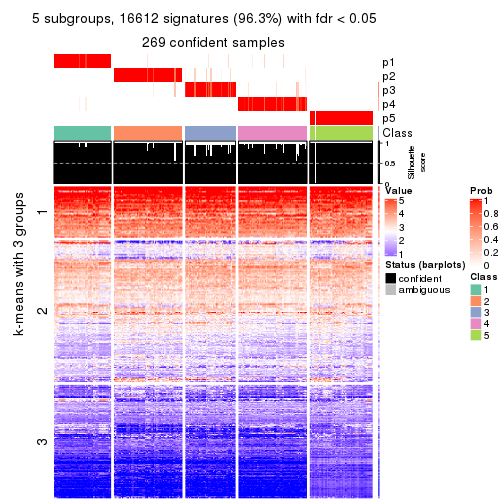 5 subgroups, 16612 signatures (96.3%) with fdr < 0.05
269 confident samples
p1
p2
p3
p4
p5
Class
1
0.5
0
Silhouette
score
k-means with 3 groups
1
2
3
Value
5
4
3
2
1
Status (barplots)
confident
ambiguous
Prob
1
0.8
0.6
0.4
0.2
0
Class
1
2
3
4
5